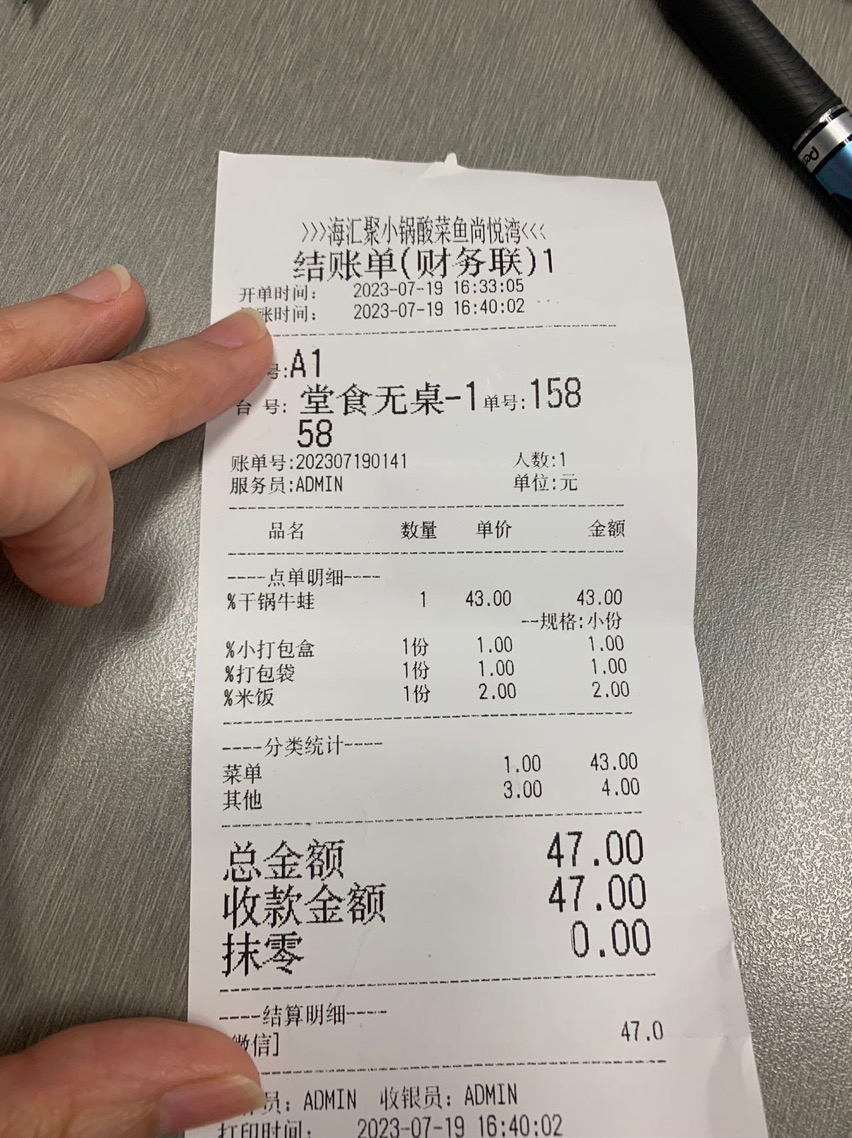 >>>海汇聚小锅酸菜鱼尚悦湾<<<
结账单(财务联)1
开单时间: 2023-07-19 16:33:05
账时间: 2023-07-19 16:40:02
号:A1
台 号: 堂食无桌-1 单号:158
58
账单号:202307190141 人数:1
服务员:ADMIN 单位:元
品名 数量 单价 金额
----点单明细----
%干锅牛蛙 1 43.00 43.00
--规格:小份
%小打包盒 1份 1.00 1.00
%打包袋 1份 1.00 1.00
%米饭 1份 2.00 2.00
----分类统计----
菜单 1.00 43.00
其他 3.00 4.00
总金额 47.00
收款金额 47.00
抹零 0.00
----结算明细----
微信] 47.0
员: ADMIN 收银员: ADMIN
打印时间: 2023-07-19 16:40:02